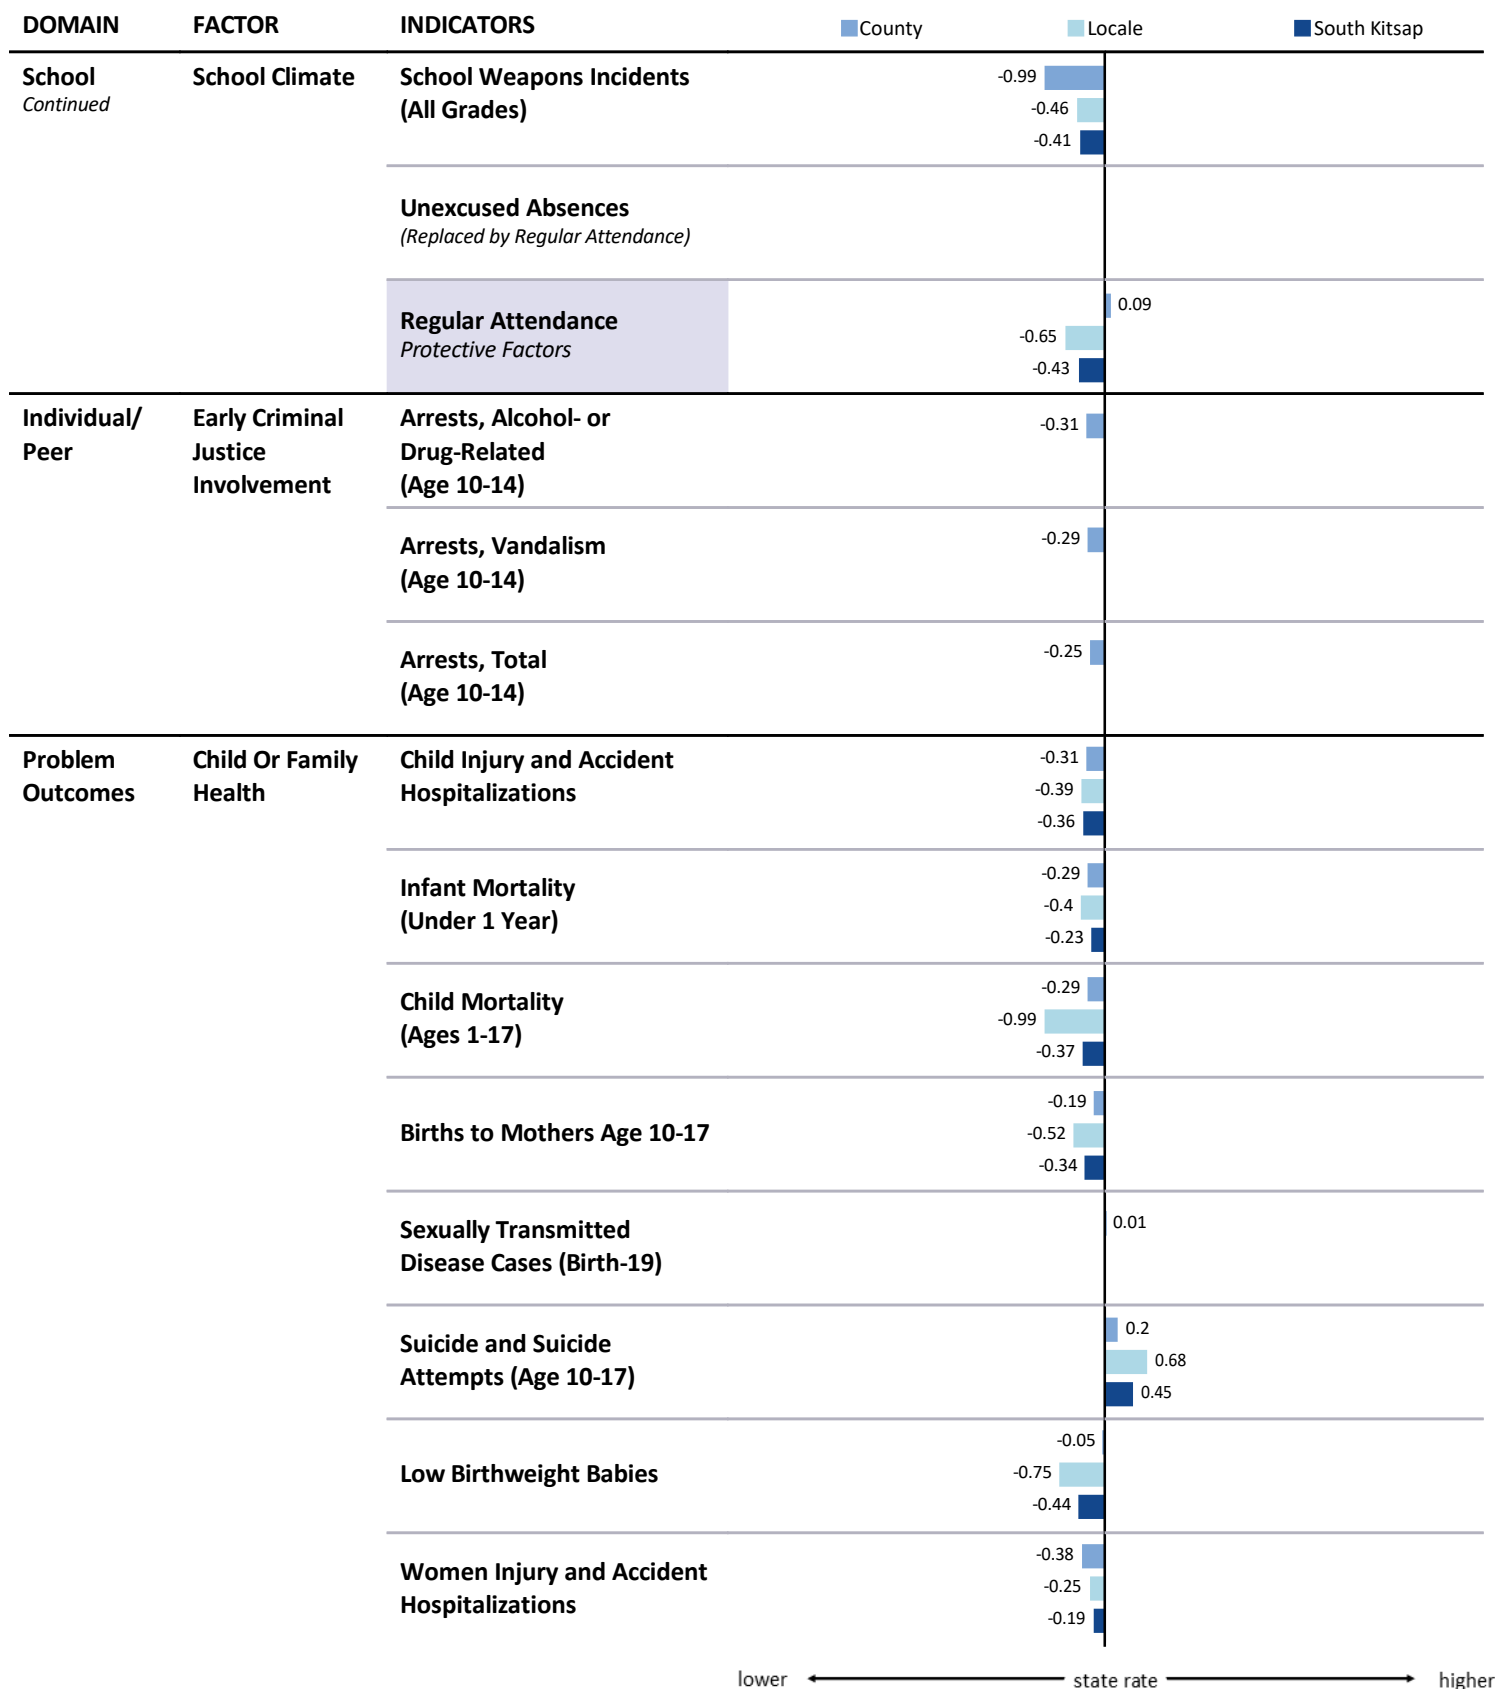 DOMAIN FACTOR INDICATORS County Locale South Kitsap
School School Climate School Weapons Incidents
Continued
(All Grades)
-0.99
-0.46
-0.41
Unexcused Absences
(Replaced by Regular Attendance)
Regular Attendance
Protective Factors
0.09
-0.65
-0.43
Individual/ Early Criminal Arrests, Alcohol- or
Peer Justice Drug-Related
Involvement (Age 10-14)
-0.31
Arrests, Vandalism
(Age 10-14)
-0.29
Arrests, Total
(Age 10-14)
-0.25
Problem Child Or Family Child Injury and Accident
Outcomes Health Hospitalizations
-0.31
-0.39
-0.36
Infant Mortality
(Under 1 Year)
-0.29
-0.4
-0.23
Child Mortality
(Ages 1-17)
-0.29
-0.99
-0.37
Births to Mothers Age 10-17
-0.19
-0.52
-0.34
Sexually Transmitted
Disease Cases (Birth-19)
0.01
Suicide and Suicide
Attempts (Age 10-17)
0.2
0.68
0.45
Low Birthweight Babies
-0.05
-0.75
-0.44
Women Injury and Accident
Hospitalizations
-0.38
-0.25
-0.19
lower state rate higher